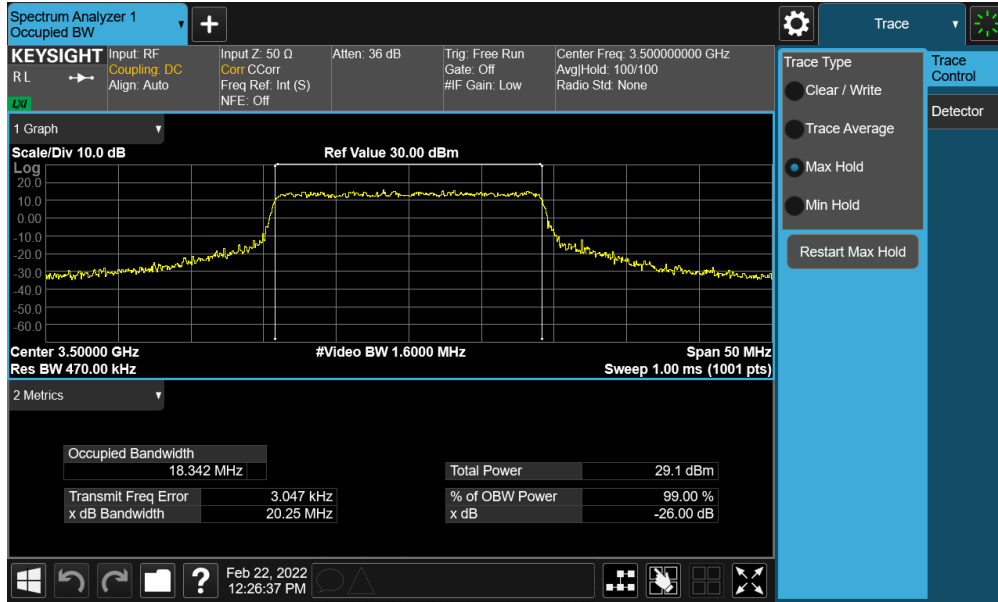 Spectrum Analyzer 1
Occupied BW
+
Trace
KEYSIGHT
R L
LXI
Input: RF
Coupling: DC
Align: Auto
Input Z: 50 Ω
Corr CCorr
Freq Ref: Int (S)
NFE: Off
Atten: 36 dB
Trig: Free Run
Gate: Off
#IF Gain: Low
Center Freq: 3.500000000 GHz
Avg|Hold: 100/100
Radio Std: None
Trace Type
Clear / Write
Trace Average
Max Hold
Min Hold
Restart Max Hold
Trace
Control
Detector
1 Graph
Scale/Div 10.0 dB
Ref Value 30.00 dBm
Log
20.0
10.0
0.00
-10.0
-20.0
-30.0
-40.0
-50.0
-60.0
Center 3.50000 GHz
#Video BW 1.6000 MHz
Span 50 MHz
Res BW 470.00 kHz
Sweep 1.00 ms (1001 pts)
2 Metrics
Occupied Bandwidth
18.342 MHz
Total Power 29.1 dBm
Transmit Freq Error 3.047 kHz
% of OBW Power 99.00 %
x dB Bandwidth 20.25 MHz
x dB -26.00 dB
?
Feb 22, 2022
12:26:37 PM